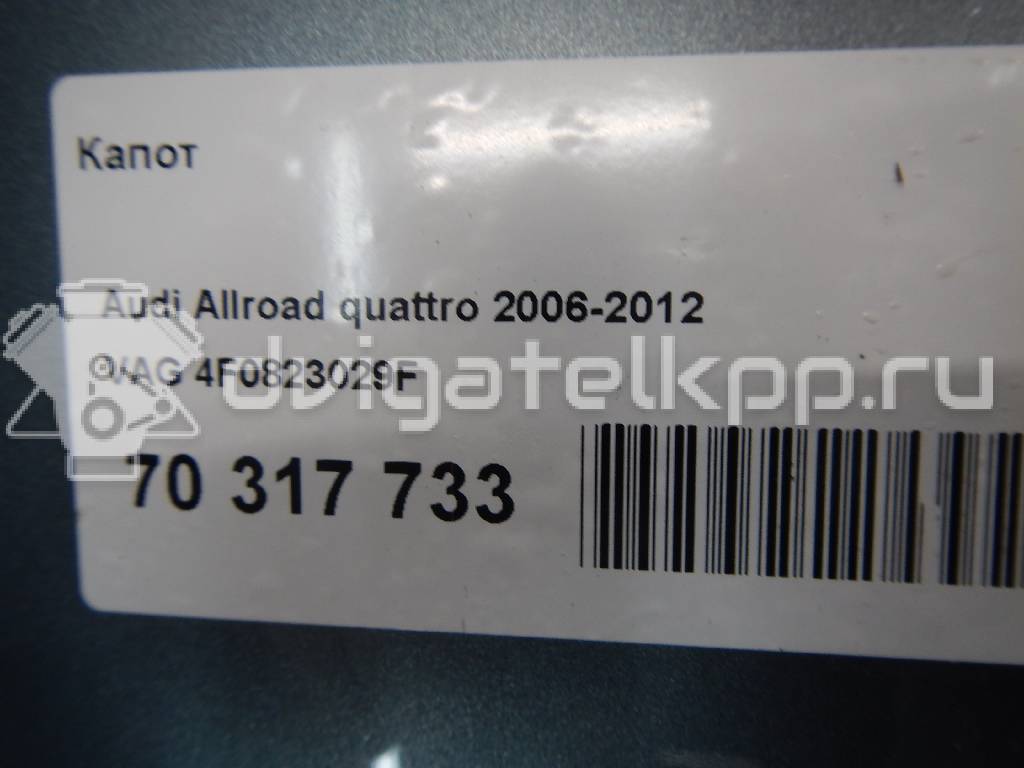 Капот
Audi Allroad quattro 2006-2012
VAG 4F0823029F
dvigatelkpp.ru
70 317 733